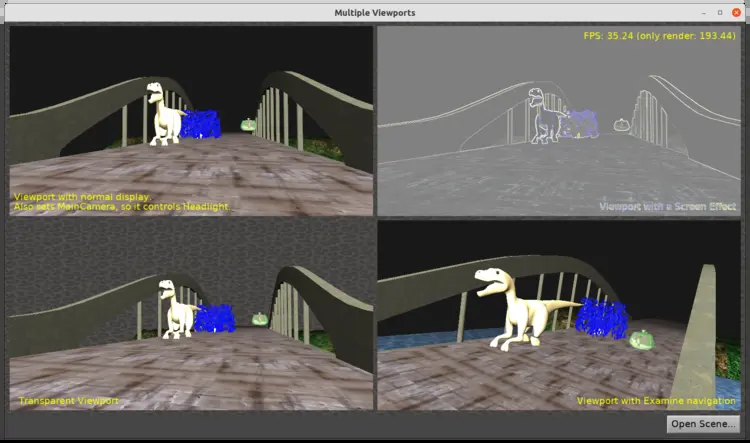 Multiple Viewports
FPS: 35.24 (only render: 193.44)
Viewport with normal display.
Also sets MainCamera, so it controls Headlight.
Viewport with a Screen Effect
Transparent Viewport
Viewport with Examine navigation
Open Scene...